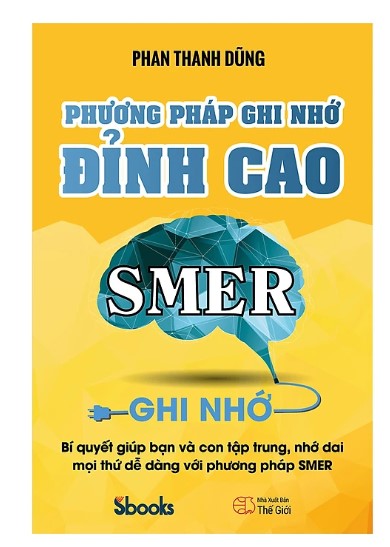 PHAN THANH DŨNG
PHƯƠNG PHÁP GHI NHỚ
ĐỈNH CAO
SMER
GHI NHỚ
Bí quyết giúp bạn và con tập trung, nhớ dai
mọi thứ dễ dàng với phương pháp SMER
Sbooks
Nhà Xuất Bản
Thế Giới